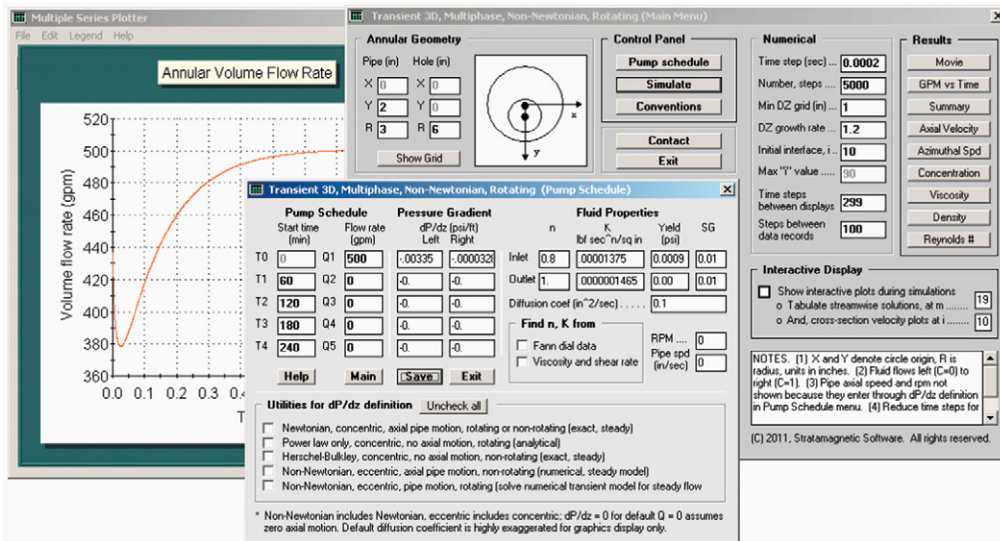 Multiple Series Plotter
File Edit Legend Help
Annular Volume Flow Rate
Volume flow rate (gpm)
520
500
480
460
440
420
400
380
360
0.0 0.1 0.2 0.3
T
Transient 3D, Multiphase, Non-Newtonian, Rotating (Main Menu)
Annular Geometry
Pipe (in) Hole (in)
X 0 X 0
Y 2 Y 0
R 3 R 6
Show Grid
x
y
Control Panel
Pump schedule
Simulate
Conventions
Contact
Exit
Numerical
Time step (sec) ... 0.0002
Number, steps .... 5000
Min DZ grid (in) ... 1
DZ growth rate ... 1.2
Initial interface, i .. 10
Max "i" value ..... 90
Time steps
between displays 299
Steps between
data records 100
Results
Movie
GPM vs Time
Summary
Axial Velocity
Azimuthal Spd
Concentration
Viscosity
Density
Reynolds #
Interactive Display
Show interactive plots during simulations
o Tabulate streamwise solutions, at m ........ 19
o And, cross-section velocity plots at i ....... 10
NOTES. (1) X and Y denote circle origin, R is
radius, units in inches. (2) Fluid flows left (C=0) to
right (C=1). (3) Pipe axial speed and rpm not
shown because they enter through dP/dz definition
in Pump Schedule menu. (4) Reduce time steps for
(C) 2011, Stratamagnetic Software. All rights reserved.
Transient 3D, Multiphase, Non-Newtonian, Rotating (Pump Schedule)
Pump Schedule Pressure Gradient Fluid Properties
Start time Flow rate dP/dz (psi/ft) n K Yield SG
(min) (gpm) Left Right lbf sec^n/sq in (psi)
T0 0 Q1 500 -.00335 -.000032 Inlet 0.8 .00001375 0.0009 0.01
T1 60 Q2 0 -0. -0. Outlet 1. .0000001465 0.00 0.01
T2 120 Q3 0 -0. -0. Diffusion coef (in^2/sec) ..... 0.1
T3 180 Q4 0 -0. -0.
T4 240 Q5 0 -0. -0.
Find n, K from
Fann dial data
Viscosity and shear rate
RPM .... 0
Pipe spd
(in/sec) 0
Help Main Save Exit
Utilities for dP/dz definition Uncheck all
Newtonian, concentric, axial pipe motion, rotating or non-rotating (exact, steady)
Power law only, concentric, no axial motion, rotating (analytical)
Herschel-Bulkley, concentric, no axial motion, non-rotating (exact, steady)
Non-Newtonian, eccentric, axial pipe motion, non-rotating (numerical, steady model)
Non-Newtonian, eccentric, pipe motion, rotating (solve numerical transient model for steady flow
* Non-Newtonian includes Newtonian, eccentric includes concentric; dP/dz = 0 for default Q = 0 assumes
zero axial motion. Default diffusion coefficient is highly exaggerated for graphics display only.